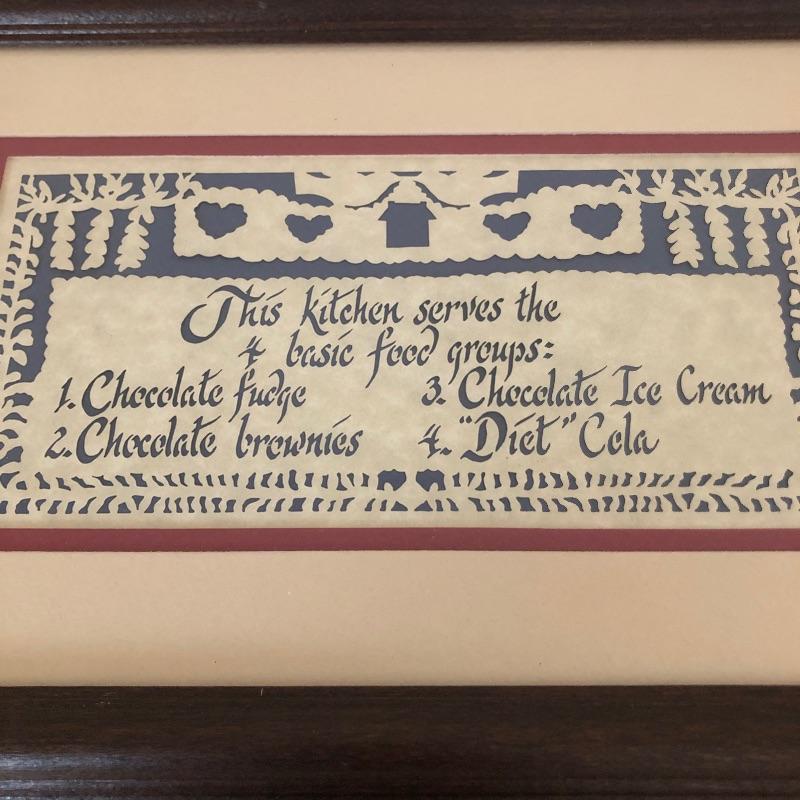 This kitchen serves the
4 basic food groups:
1. Chocolate fudge
2. Chocolate brownies
3. Chocolate Ice Cream
4. "Diet" Cola